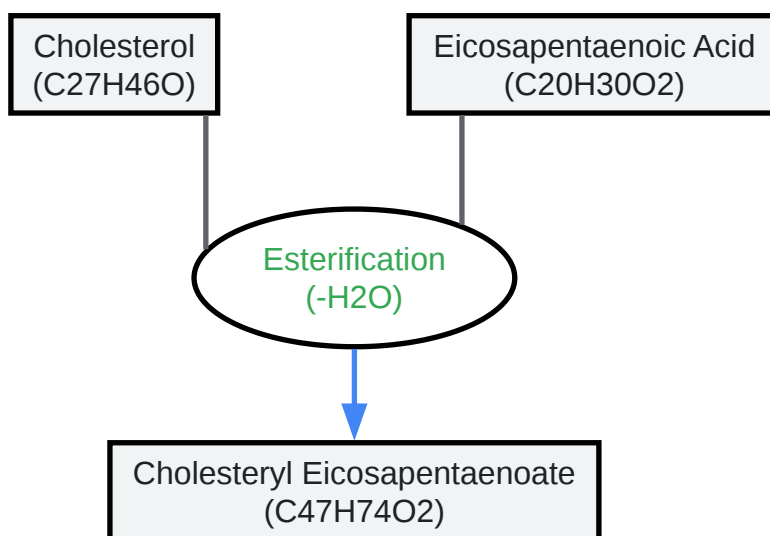 Cholesterol
(C27H46O)
Eicosapentaenoic Acid
(C20H30O2)
Esterification
(-H2O)
Cholesteryl Eicosapentaenoate
(C47H74O2)